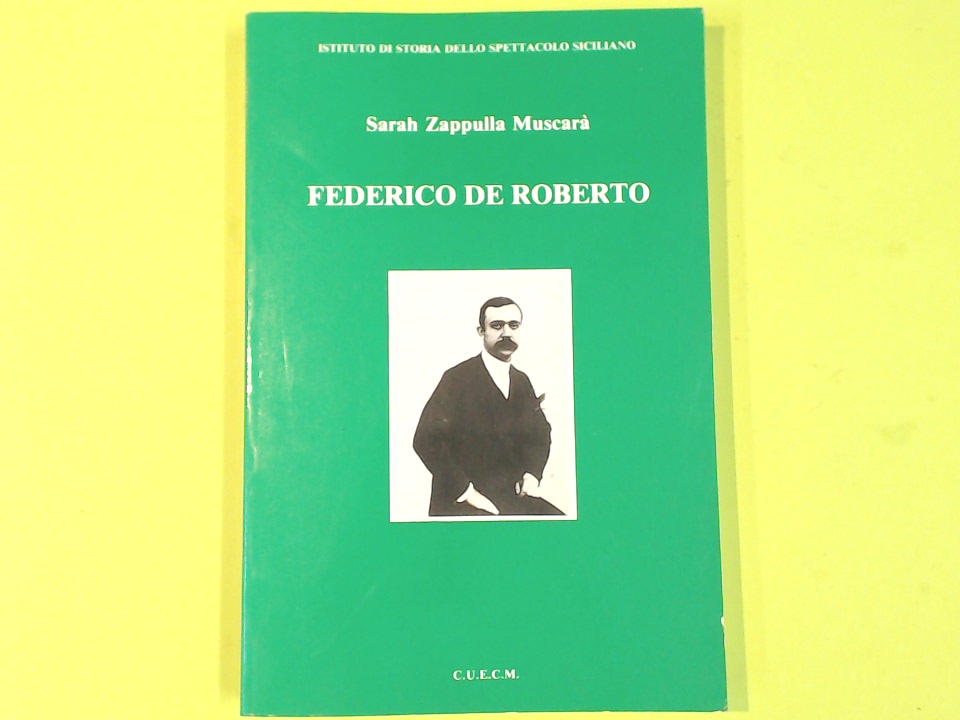 ISTITUTO DI STORIA DELLO SPETTACOLO SICILIANO
Sarah Zappulla Muscarà
FEDERICO DE ROBERTO
C.U.E.C.M.